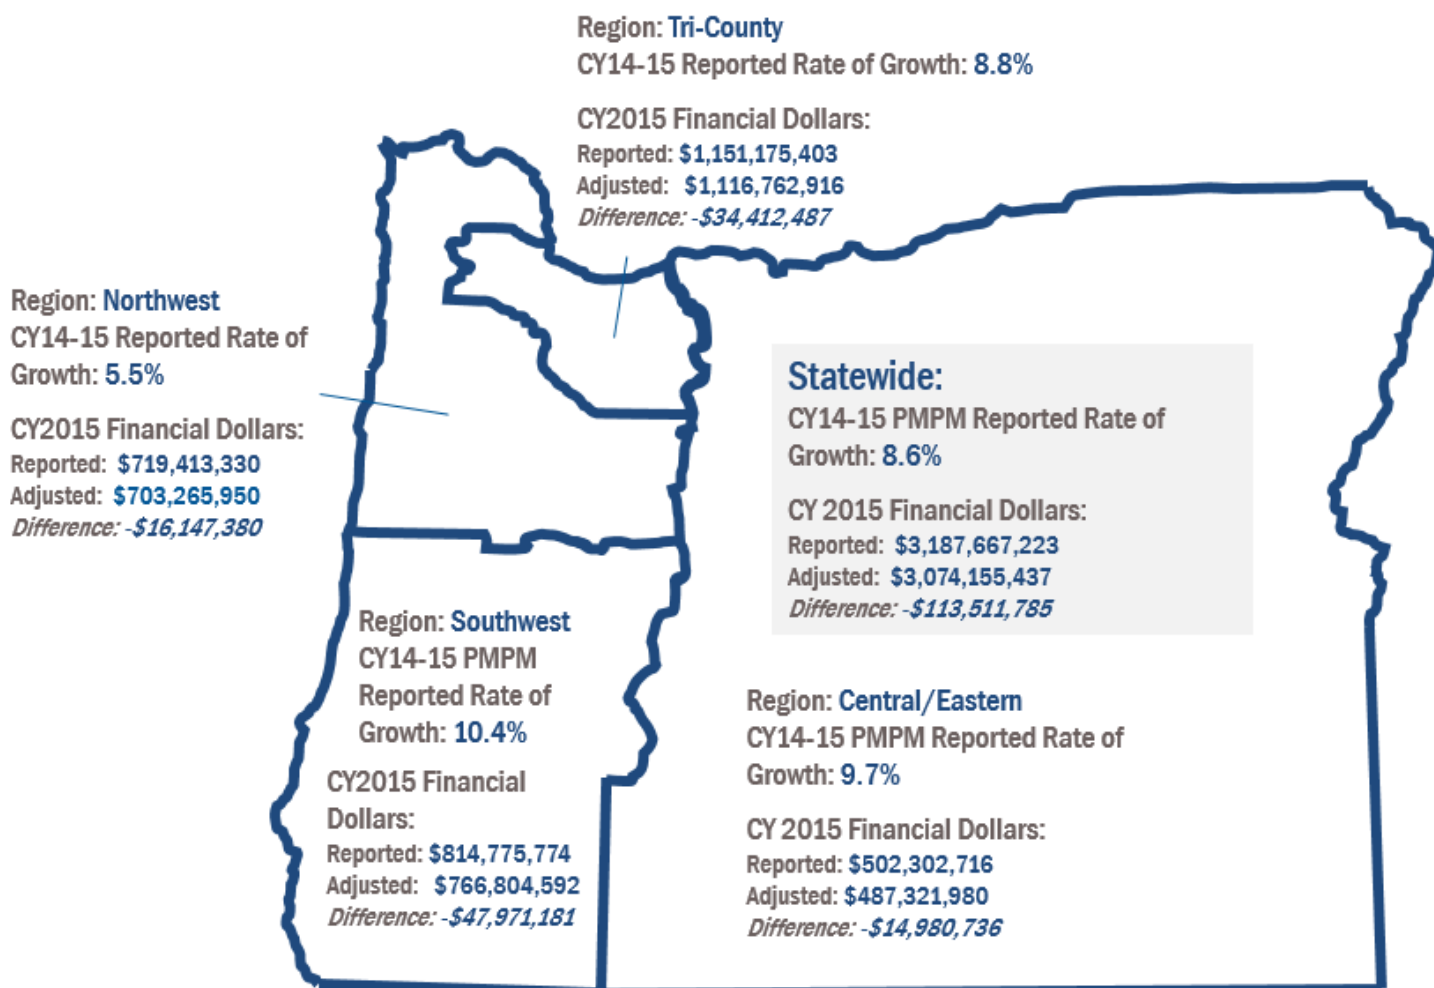 Region: Tri-County
CY14-15 Reported Rate of Growth: 8.8%
CY2015 Financial Dollars:
Reported: $1,151,175,403
Adjusted: $1,116,762,916
Difference: -$34,412,487
Region: Northwest
CY14-15 Reported Rate of
Growth: 5.5%
CY2015 Financial Dollars:
Reported: $719,413,330
Adjusted: $703,265,950
Difference: -$16,147,380
Statewide:
CY14-15 PMPM Reported Rate of
Growth: 8.6%
CY 2015 Financial Dollars:
Reported: $3,187,667,223
Adjusted: $3,074,155,437
Difference: -$113,511,785
Region: Southwest
CY14-15 PMPM
Reported Rate of
Growth: 10.4%
CY2015 Financial
Dollars:
Reported: $814,775,774
Adjusted: $766,804,592
Difference: -$47,971,181
Region: Central/Eastern
CY14-15 PMPM Reported Rate of
Growth: 9.7%
CY 2015 Financial Dollars:
Reported: $502,302,716
Adjusted: $487,321,980
Difference: -$14,980,736